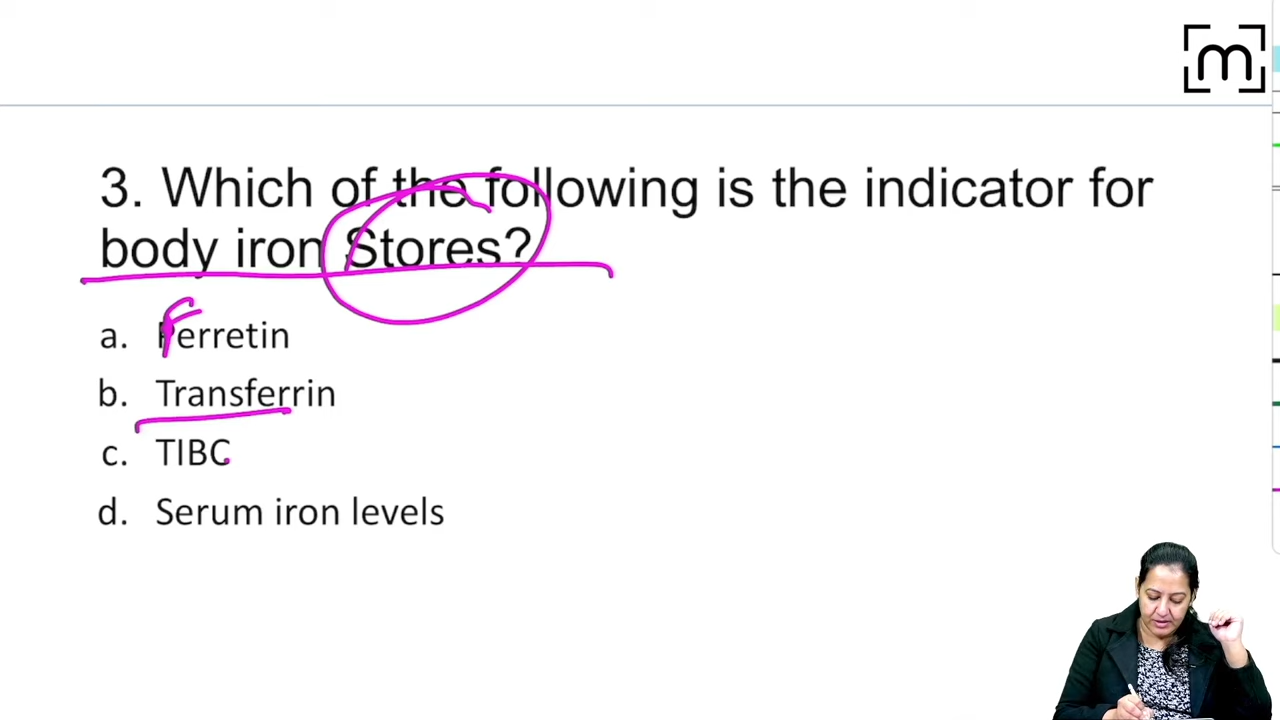 m
3. Which of the following is the indicator for
body iron Stores?
a. Ferretin
b. Transferrin
c. TIBC
d. Serum iron levels